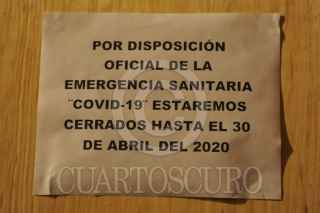 POR DISPOSICIÓN
OFICIAL DE LA
EMERGENCIA SANITARIA
¨COVID-19¨ ESTAREMOS
CERRADOS HASTA EL 30
DE ABRIL DEL 2020
CUARTOSCURO